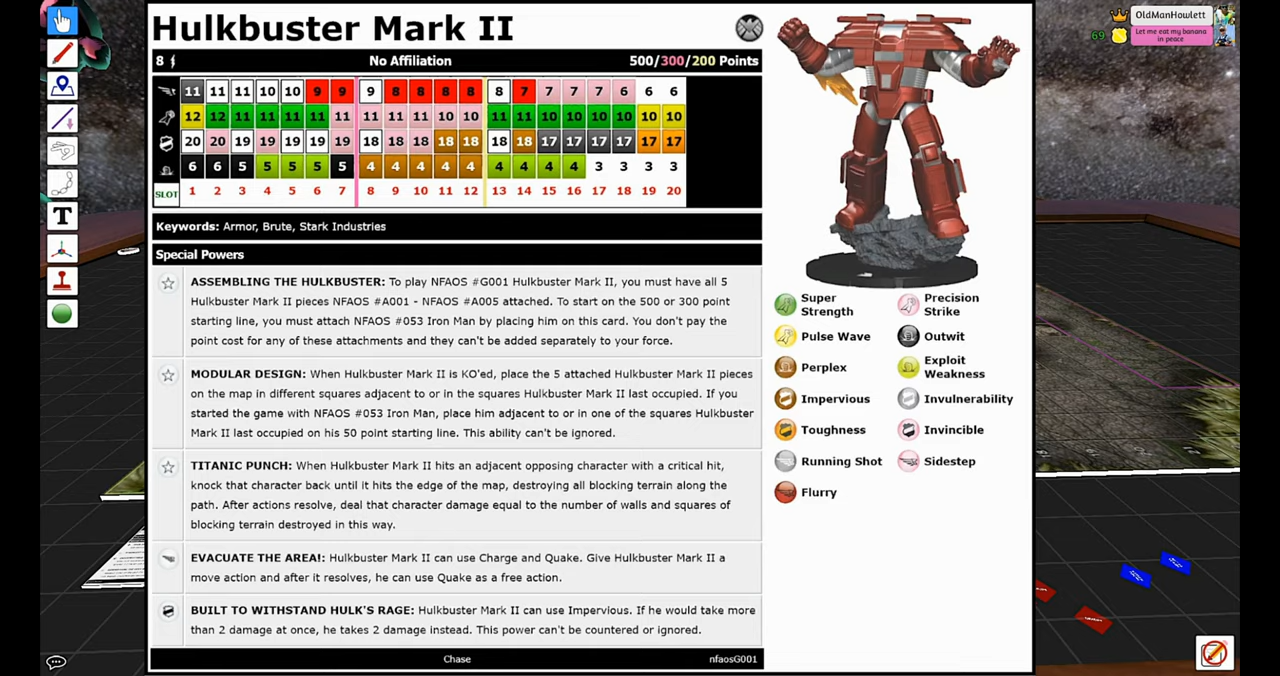 Hulkbuster Mark II
8
No Affiliation
500/300/200 Points
11 11 11 10 10 9 9 9 8 8 8 8 8 7 7 7 7 6 6 6
12 12 11 11 11 11 11 11 11 11 10 10 11 11 10 10 10 10 10 10
20 20 19 19 19 19 19 18 18 18 18 18 18 18 17 17 17 17 17 17
6 6 5 5 5 5 5 4 4 4 4 4 4 4 4 4 3 3 3 3
SLOT 1 2 3 4 5 6 7 8 9 10 11 12 13 14 15 16 17 18 19 20
Keywords: Armor, Brute, Stark Industries
Special Powers
ASSEMBLING THE HULKBUSTER: To play NFAOS #G001 Hulkbuster Mark II, you must have all 5
Hulkbuster Mark II pieces NFAOS #A001 - NFAOS #A005 attached. To start on the 500 or 300 point
starting line, you must attach NFAOS #053 Iron Man by placing him on this card. You don't pay the
point cost for any of these attachments and they can't be added separately to your force.
MODULAR DESIGN: When Hulkbuster Mark II is KO'ed, place the 5 attached Hulkbuster Mark II pieces
on the map in different squares adjacent to or in the squares Hulkbuster Mark II last occupied. If you
started the game with NFAOS #053 Iron Man, place him adjacent to or in one of the squares Hulkbuster
Mark II last occupied on his 50 point starting line. This ability can't be ignored.
TITANIC PUNCH: When Hulkbuster Mark II hits an adjacent opposing character with a critical hit,
knock that character back until it hits the edge of the map, destroying all blocking terrain along the
path. After actions resolve, deal that character damage equal to the number of walls and squares of
blocking terrain destroyed in this way.
EVACUATE THE AREA!: Hulkbuster Mark II can use Charge and Quake. Give Hulkbuster Mark II a
move action and after it resolves, he can use Quake as a free action.
BUILT TO WITHSTAND HULK'S RAGE: Hulkbuster Mark II can use Impervious. If he would take more
than 2 damage at once, he takes 2 damage instead. This power can't be countered or ignored.
Chase
nfaosG001
Super
Strength
Precision
Strike
Pulse Wave
Outwit
Perplex
Exploit
Weakness
Impervious
Invulnerability
Toughness
Invincible
Running Shot
Sidestep
Flurry
T
OldManHowlett
69
Let me eat my banana
in peace